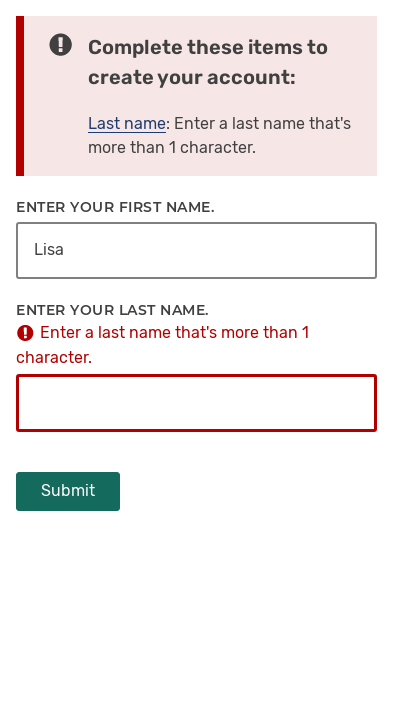 Complete these items to
create your account:
Last name: Enter a last name that's
more than 1 character.
ENTER YOUR FIRST NAME.
Lisa
ENTER YOUR LAST NAME.
Enter a last name that's more than 1
character.
Submit